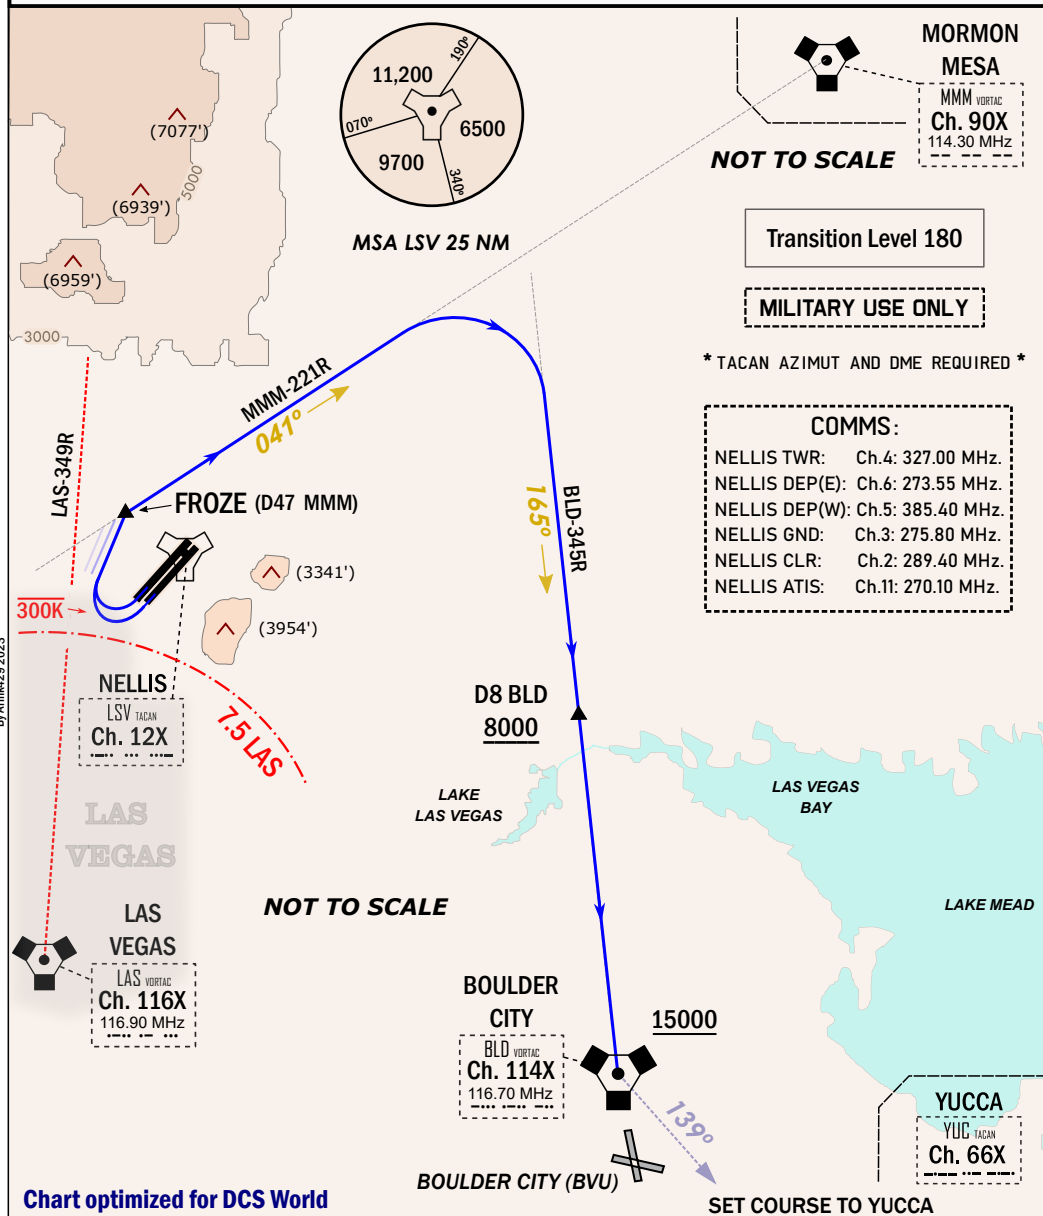 MORMON
MESA
MMM VORTAC
Ch. 90X
114.30 MHz
11,200
190º
6500
070º
9700
340º
MSA LSV 25 NM
NOT TO SCALE
Transition Level 180
MILITARY USE ONLY
* TACAN AZIMUT AND DME REQUIRED *
COMMS:
NELLIS TWR: Ch.4: 327.00 MHz.
NELLIS DEP(E): Ch.6: 273.55 MHz.
NELLIS DEP(W): Ch.5: 385.40 MHz.
NELLIS GND: Ch.3: 275.80 MHz.
NELLIS CLR: Ch.2: 289.40 MHz.
NELLIS ATIS: Ch.11: 270.10 MHz.
(7077')
5000
(6939')
(6959')
3000
LAS-349R
MMM-221R
041º
FROZE (D47 MMM)
165º
BLD-345R
(3341')
300K
(3954')
NELLIS
LSV TACAN
Ch. 12X
7.5 LAS
D8 BLD
8000
LAKE
LAS VEGAS
LAS VEGAS
BAY
LAS
VEGAS
LAKE MEAD
NOT TO SCALE
LAS
VEGAS
LAS VORTAC
Ch. 116X
116.90 MHz
BOULDER
CITY
BLD VORTAC
Ch. 114X
116.70 MHz
15000
139º
YUCCA
YUC TACAN
Ch. 66X
BOULDER CITY (BVU)
SET COURSE TO YUCCA
Chart optimized for DCS World